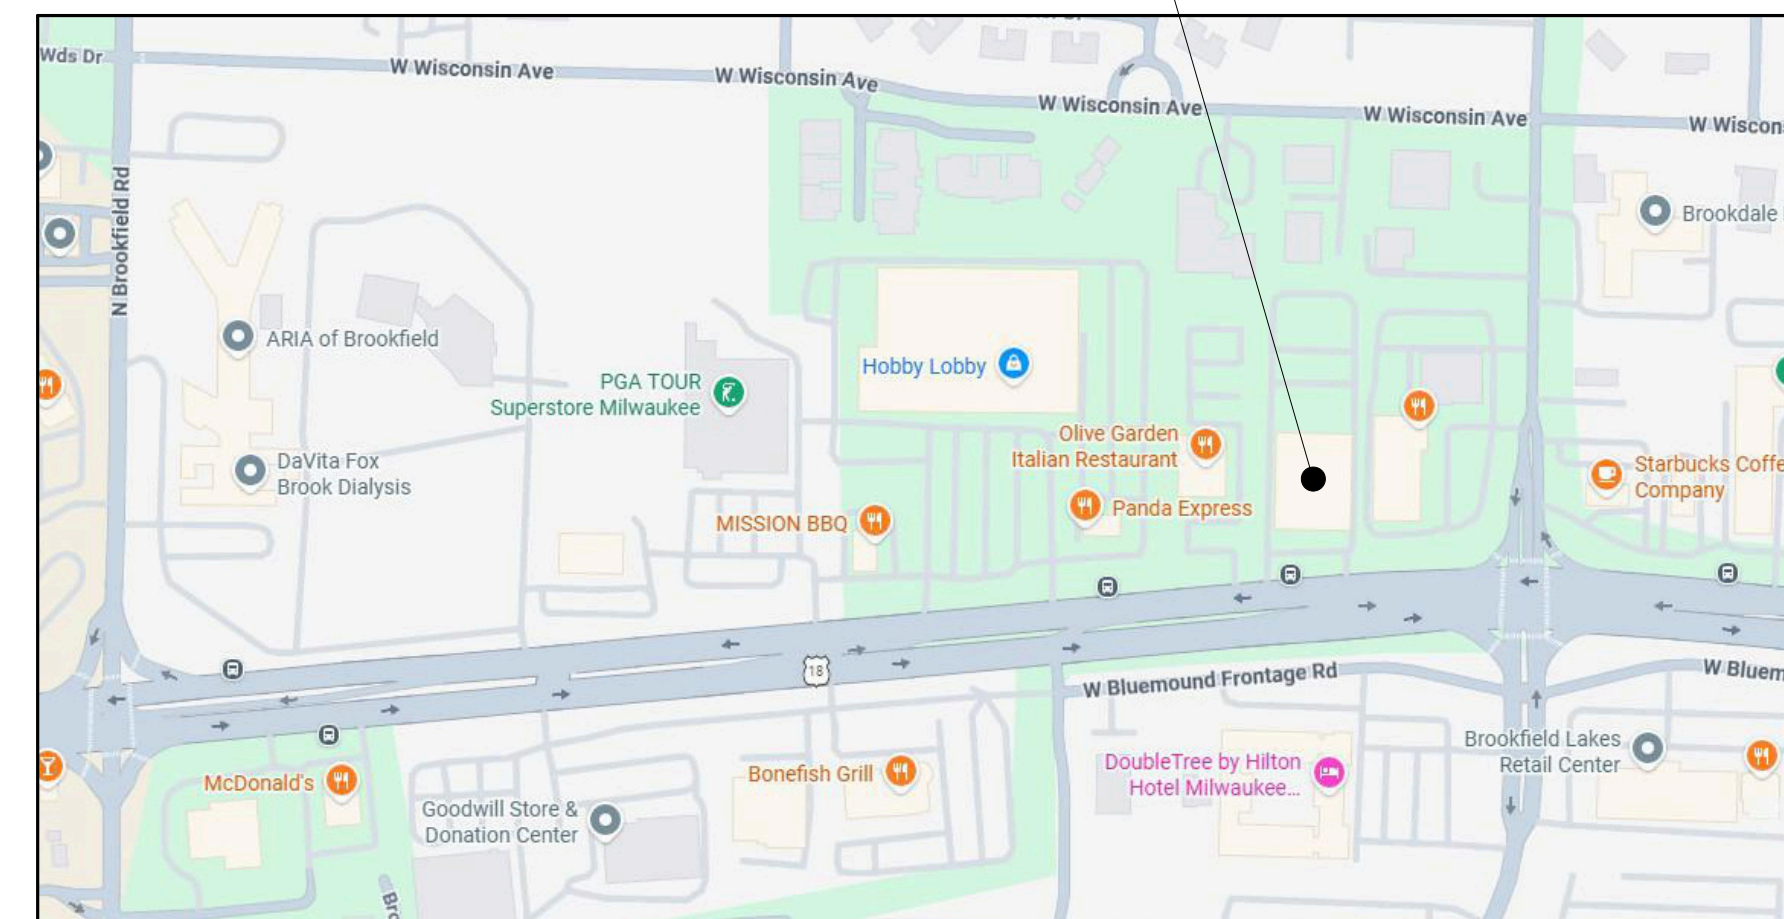 Wds Dr
W Wisconsin Ave
W Wisconsin Ave
W Wisconsin Ave
W Wisconsin Ave
W Wiscon
N Brookfield Rd
Brookdale
ARIA of Brookfield
PGA TOUR
Superstore Milwaukee
Hobby Lobby
Olive Garden
Italian Restaurant
DaVita Fox
Brook Dialysis
Starbucks Coffe
Company
MISSION BBQ
Panda Express
18
W Bluemound Frontage Rd
W Bluem
McDonald's
Bonefish Grill
DoubleTree by Hilton
Hotel Milwaukee...
Brookfield Lakes
Retail Center
Goodwill Store &
Donation Center
Bro